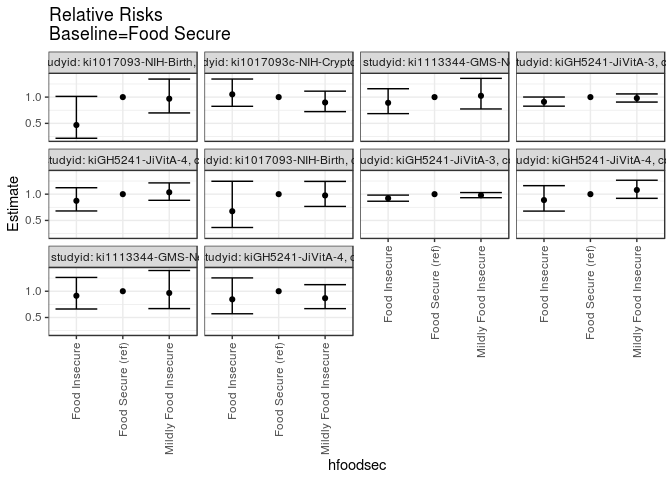 Relative Risks
Baseline=Food Secure
studyid: ki1017093-NIH-Birth,
studyid: ki1017093c-NIH-Crypto
studyid: ki1113344-GMS-N
studyid: kiGH5241-JiVitA-3, c
1.0
0.5
studyid: kiGH5241-JiVitA-4, c
studyid: ki1017093-NIH-Birth, c
studyid: kiGH5241-JiVitA-3, c
studyid: kiGH5241-JiVitA-4, c
1.0
0.5
studyid: ki1113344-GMS-Ne
studyid: kiGH5241-JiVitA-4, c
1.0
0.5
Estimate
Food Insecure
Food Secure (ref)
Mildly Food Insecure
Food Insecure
Food Secure (ref)
Mildly Food Insecure
Food Insecure
Food Secure (ref)
Mildly Food Insecure
Food Insecure
Food Secure (ref)
Mildly Food Insecure
hfoodsec